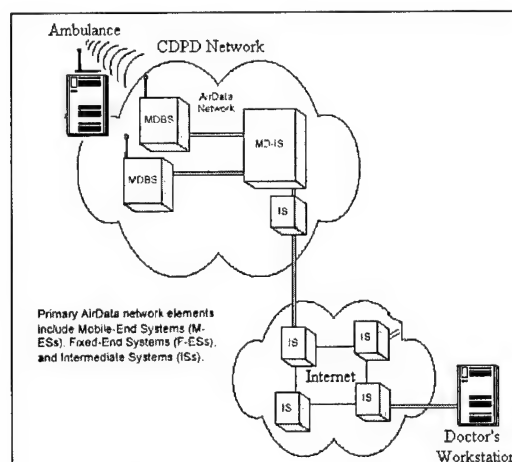 Ambulance
CDPD Network
AirData
Network
MDBS
MD-IS
MDBS
IS
Primary AirData network elements
include Mobile-End Systems (M-
ESs), Fixed-End Systems (F-ESs),
and Intermediate Systems (ISs).
IS
IS
Internet
IS
IS
Doctor's
Workstation